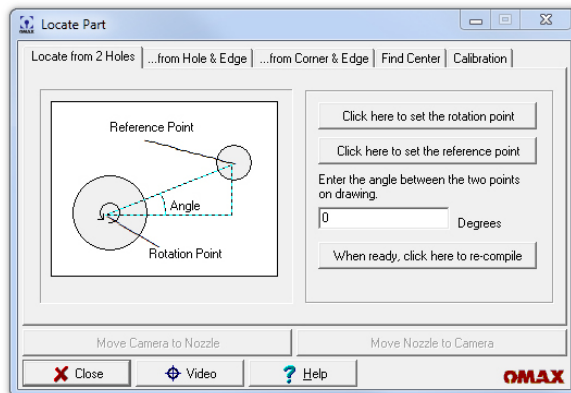 Locate Part
Locate from 2 Holes
...from Hole & Edge
...from Corner & Edge
Find Center
Calibration
Reference Point
Angle
Rotation Point
Click here to set the rotation point
Click here to set the reference point
Enter the angle between the two points
on drawing.
0
Degrees
When ready, click here to re-compile
Move Camera to Nozzle
Move Nozzle to Camera
Close
Video
? Help
OMAX